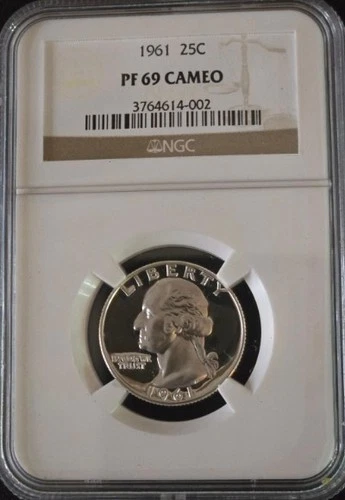 1961 25C
PF 69 CAMEO
3764614-002
NGC
LIBERTY
IN GOD WE
TRUST
1961